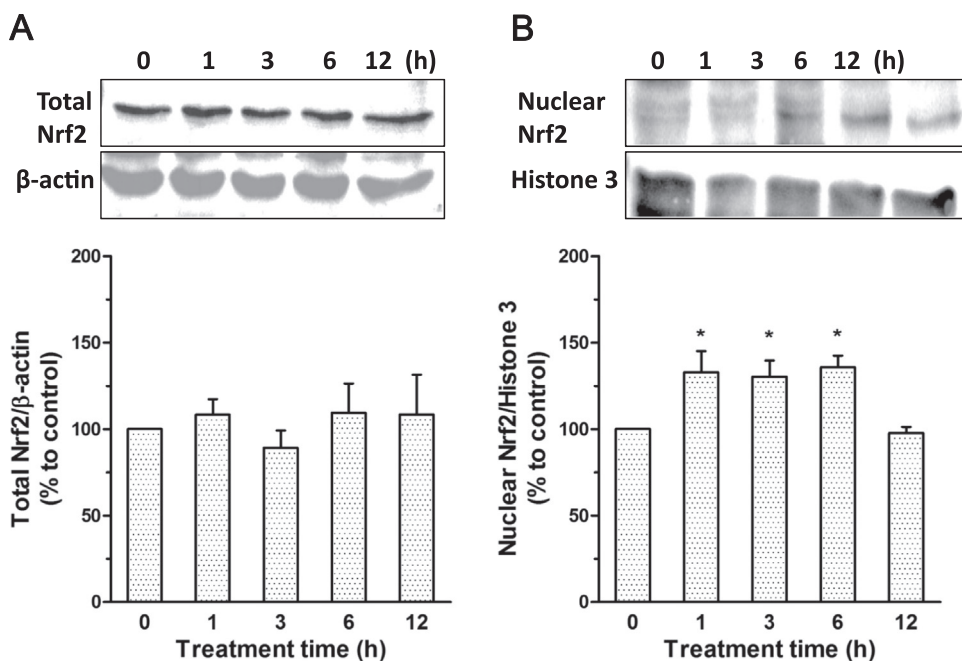 A
0 1 3 6 12 (h)
Total
Nrf2
β-actin
200
150
100
50
0
Total Nrf2/β-actin
(% to control)
0 1 3 6 12
Treatment time (h)
B
0 1 3 6 12 (h)
Nuclear
Nrf2
Histone 3
200
150
100
50
0
Nuclear Nrf2/Histone 3
(% to control)
* * *
0 1 3 6 12
Treatment time (h)